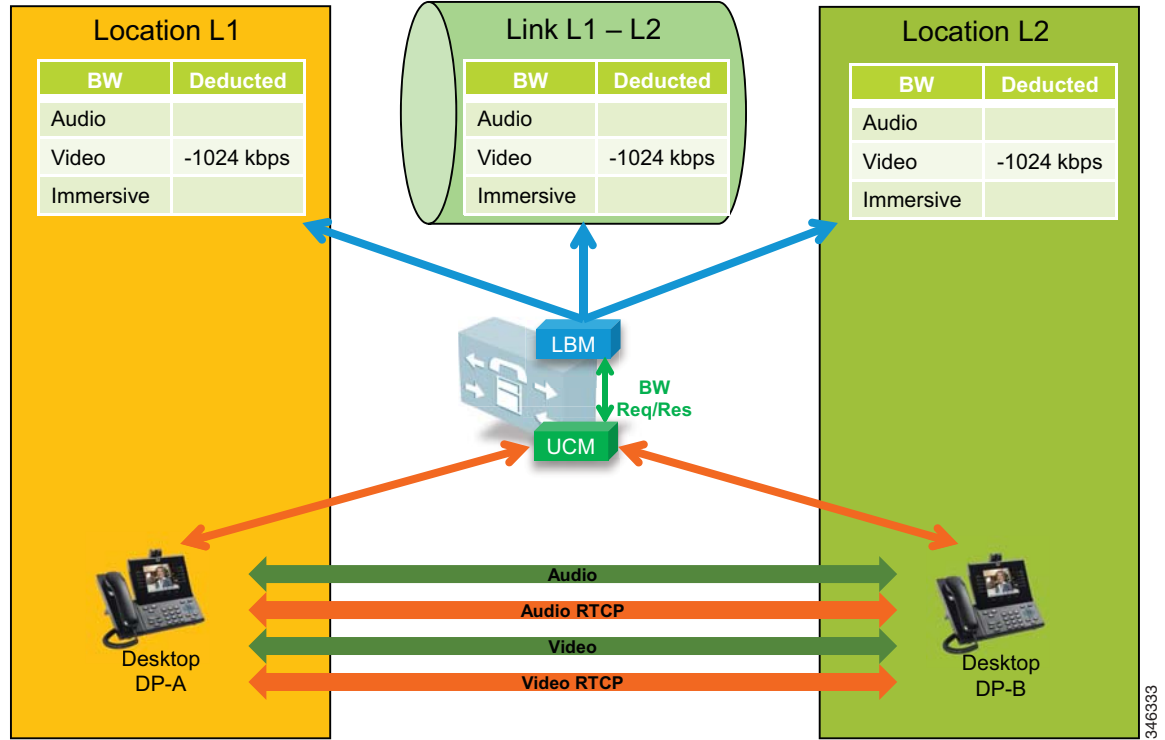 Location L1
BW Deducted
Audio
Video -1024 kbps
Immersive
Link L1 – L2
BW Deducted
Audio
Video -1024 kbps
Immersive
Location L2
BW Deducted
Audio
Video -1024 kbps
Immersive
LBM
BW
Req/Res
UCM
Audio
Audio RTCP
Video
Video RTCP
Desktop
DP-A
Desktop
DP-B
346333